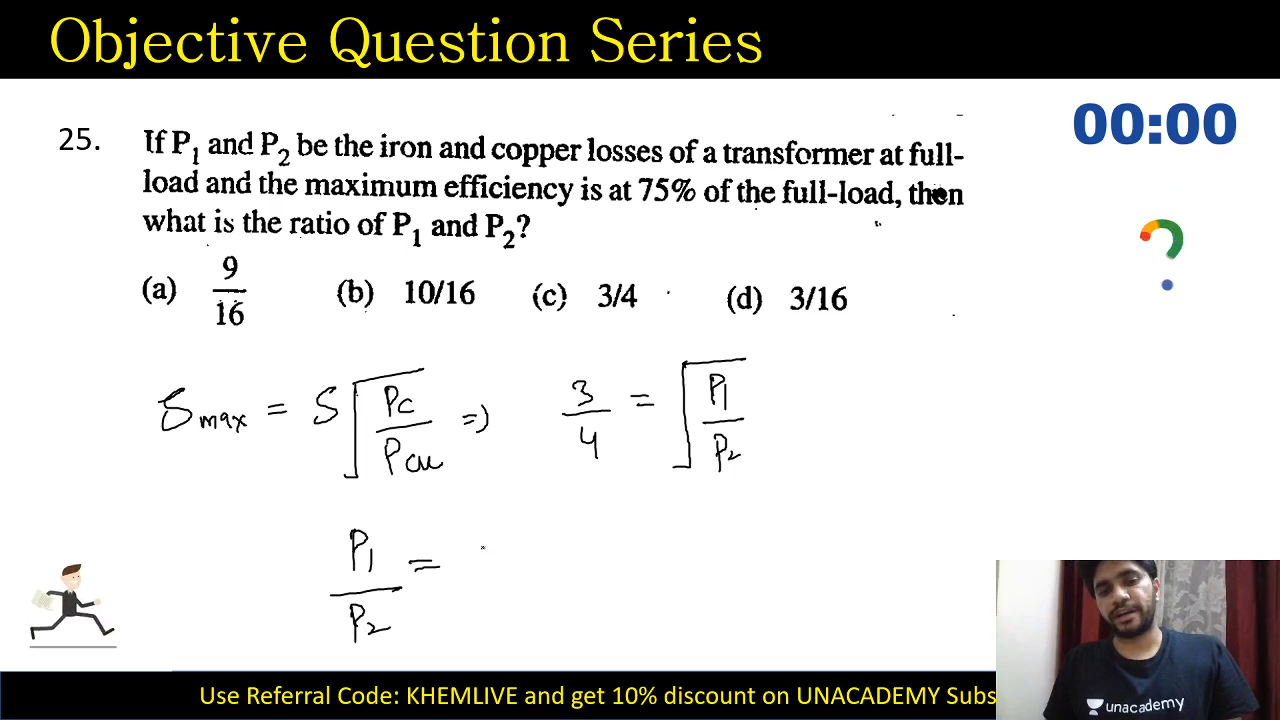 Objective Question Series
00:00
25. If P₁ and P₂ be the iron and copper losses of a transformer at full-
load and the maximum efficiency is at 75% of the full-load, then
what is the ratio of P₁ and P₂?
(a) 9/16 (b) 10/16 (c) 3/4 (d) 3/16
S max = S √(Pc/Pcu) => 3/4 = √(P₁/P₂)
P₁/P₂ =
?
unacademy
Use Referral Code: KHEMLIVE and get 10% discount on UNACADEMY Subs